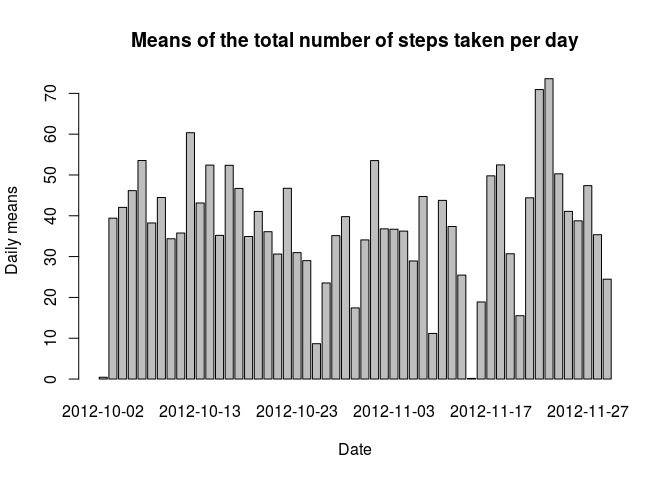 Means of the total number of steps taken per day
Daily means
70
60
50
40
30
20
10
0
2012-10-02 2012-10-13 2012-10-23 2012-11-03 2012-11-17 2012-11-27
Date